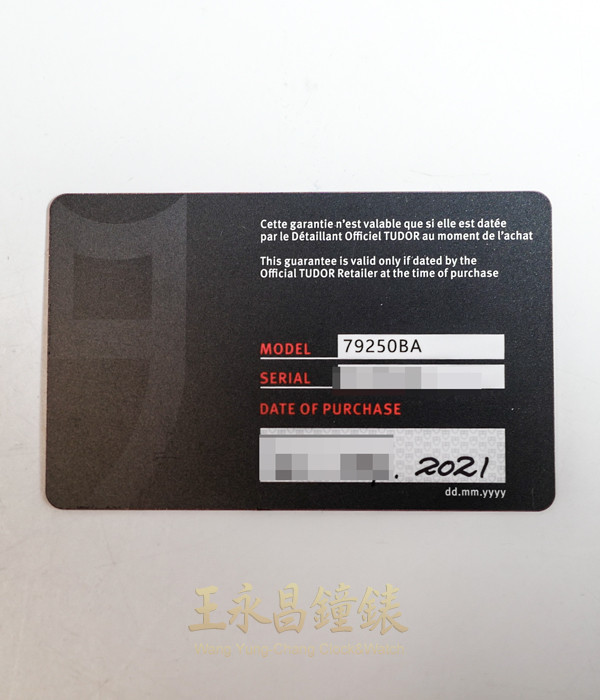 Cette garantie n'est valable que si elle est datée
par le Détaillant Officiel TUDOR au moment de l'achat
This guarantee is valid only if dated by the
Official TUDOR Retailer at the time of purchase
MODEL 79250BA
SERIAL
DATE OF PURCHASE
. 2021
dd.mm.yyyy
王永昌鐘錶